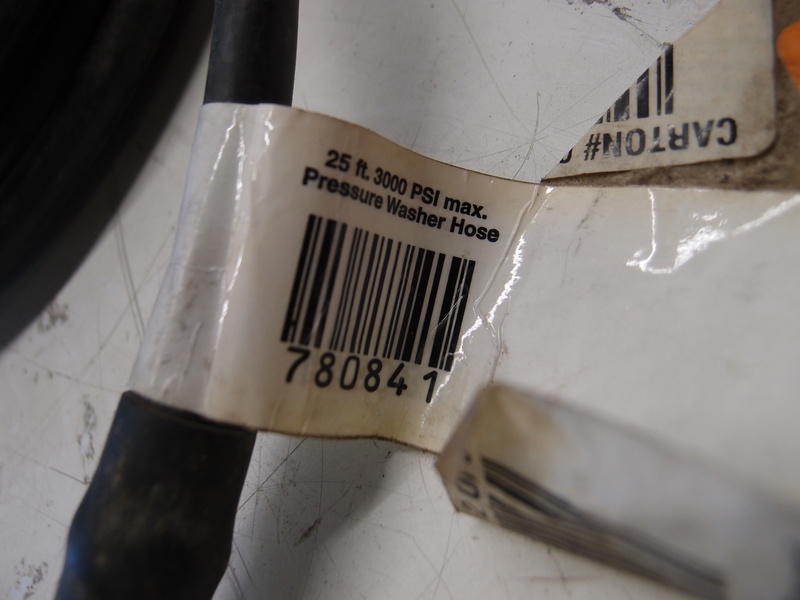 25 ft. 3000 PSI max.
Pressure Washer Hose
780841
CARTON#